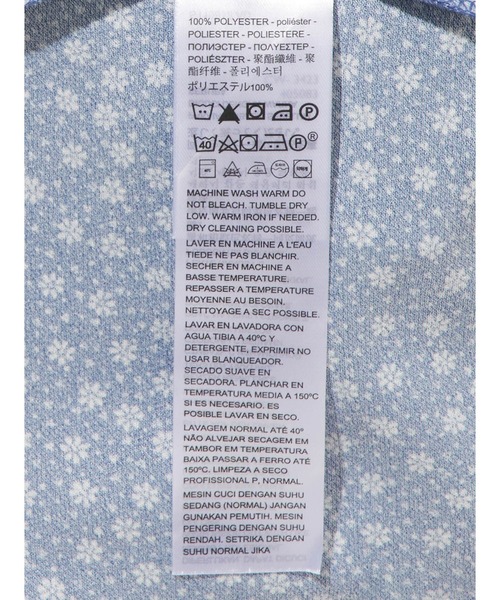 100% POLYESTER - poliéster -
POLIESTER - POLIESTERE -
ПОЛИЭСТЕР - ПОΛΥΕΣΤΕΡ -
POLIÉSZTER - 聚酯纖維 - 聚
酯纤维 - 폴리에스터
ポリエステル100%
40
MACHINE WASH WARM DO
NOT BLEACH. TUMBLE DRY
LOW. WARM IRON IF NEEDED.
DRY CLEANING POSSIBLE.
LAVER EN MACHINE A L'EAU
TIEDE NE PAS BLANCHIR.
SECHER EN MACHINE A
BASSE TEMPERATURE.
REPASSER A TEMPERATURE
MOYENNE AU BESOIN.
NETTOYAGE A SEC POSSIBLE.
LAVAR EN LAVADORA CON
AGUA TIBIA A 40ºC Y
DETERGENTE, EXPRIMIR NO
USAR BLANQUEADOR.
SECADO SUAVE EN
SECADORA. PLANCHAR EN
TEMPERATURA MEDIA A 150ºC
SI ES NECESARIO. ES
POSIBLE LAVAR EN SECO.
LAVAGEM NORMAL ATÉ 40º
NÃO ALVEJAR SECAGEM EM
TAMBOR EM TEMPERATURA
BAIXA PASSAR A FERRO ATÉ
150ºC. LIMPEZA A SECO
PROFISSIONAL P, NORMAL.
MESIN CUCI DENGAN SUHU
SEDANG (NORMAL) JANGAN
GUNAKAN PEMUTIH. MESIN
PENGERING DENGAN SUHU
RENDAH. SETRIKA DENGAN
SUHU NORMAL JIKA